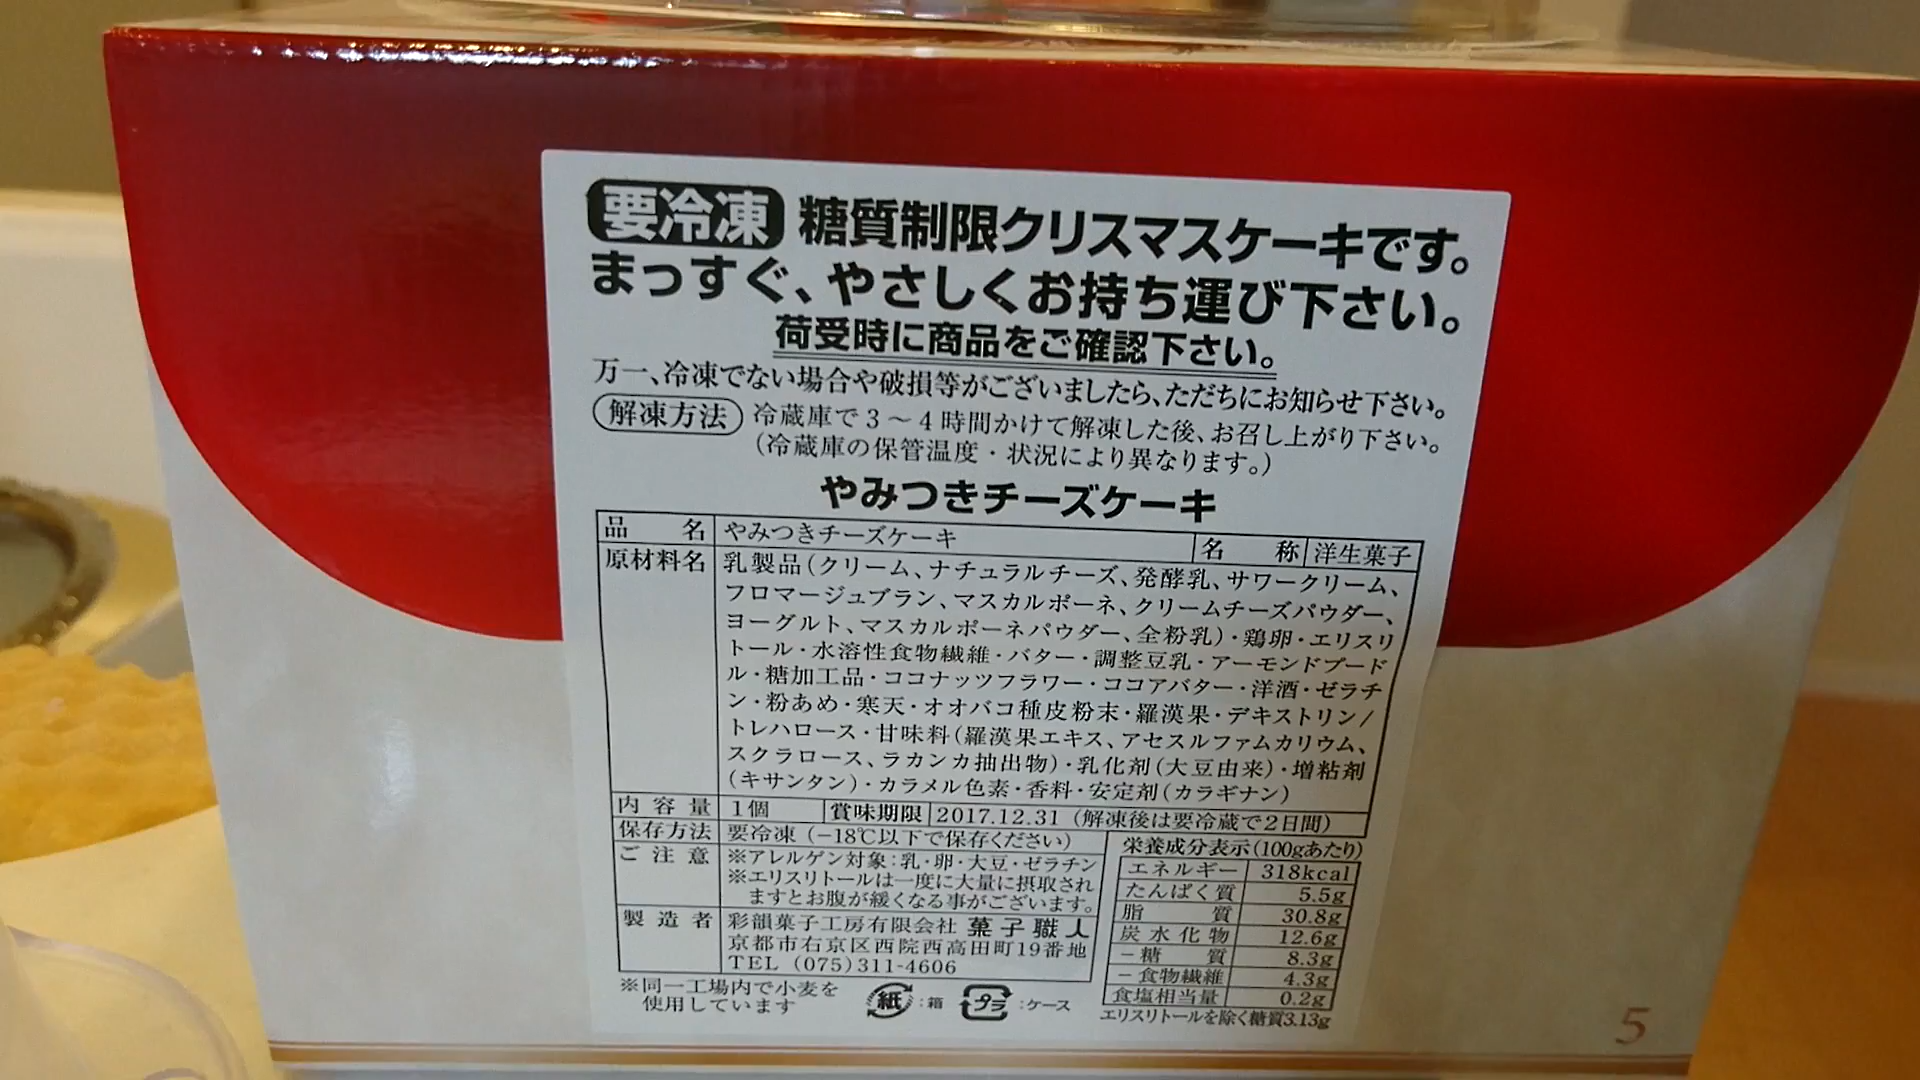 要冷凍 糖質制限クリスマスケーキです。
まっすぐ、やさしくお持ち運び下さい。
荷受時に商品をご確認下さい。
万一、冷凍でない場合や破損等がございましたら、ただちにお知らせ下さい。
解凍方法 冷蔵庫で3〜4時間かけて解凍した後、お召し上がり下さい。
（冷蔵庫の保管温度・状況により異なります。）
やみつきチーズケーキ
品名 やみつきチーズケーキ 名称 洋生菓子
原材料名 乳製品（クリーム、ナチュラルチーズ、発酵乳、サワークリーム、
フロマージュブラン、マスカルポーネ、クリームチーズパウダー、
ヨーグルト、マスカルポーネパウダー、全粉乳）・鶏卵・エリスリ
トール・水溶性食物繊維・バター・調整豆乳・アーモンドプード
ル・糖加工品・ココナッツフラワー・ココアバター・洋酒・ゼラチ
ン・粉あめ・寒天・オオバコ種皮粉末・羅漢果・デキストリン/
トレハロース・甘味料（羅漢果エキス、アセスルファムカリウム、
スクラロース、ラカンカ抽出物）・乳化剤（大豆由来）・増粘剤
（キサンタン）・カラメル色素・香料・安定剤（カラギナン）
内容量 1個 賞味期限 2017.12.31（解凍後は要冷蔵で2日間）
保存方法 要冷凍（−18℃以下で保存ください）
ご注意 ※アレルゲン対象：乳・卵・大豆・ゼラチン
※エリスリトールは一度に大量に摂取され
ますとお腹が緩くなる事がございます。
製造者 彩韻菓子工房有限会社 菓子職人
京都市右京区西院西高田町19番地
TEL （075）311-4606
※同一工場内で小麦を
使用しています
紙：箱 プラ：ケース
栄養成分表示（100gあたり）
エネルギー 318kcal
たんぱく質 5.5g
脂質 30.8g
炭水化物 12.6g
−糖質 8.3g
−食物繊維 4.3g
食塩相当量 0.2g
エリスリトールを除く糖質3.13g
5